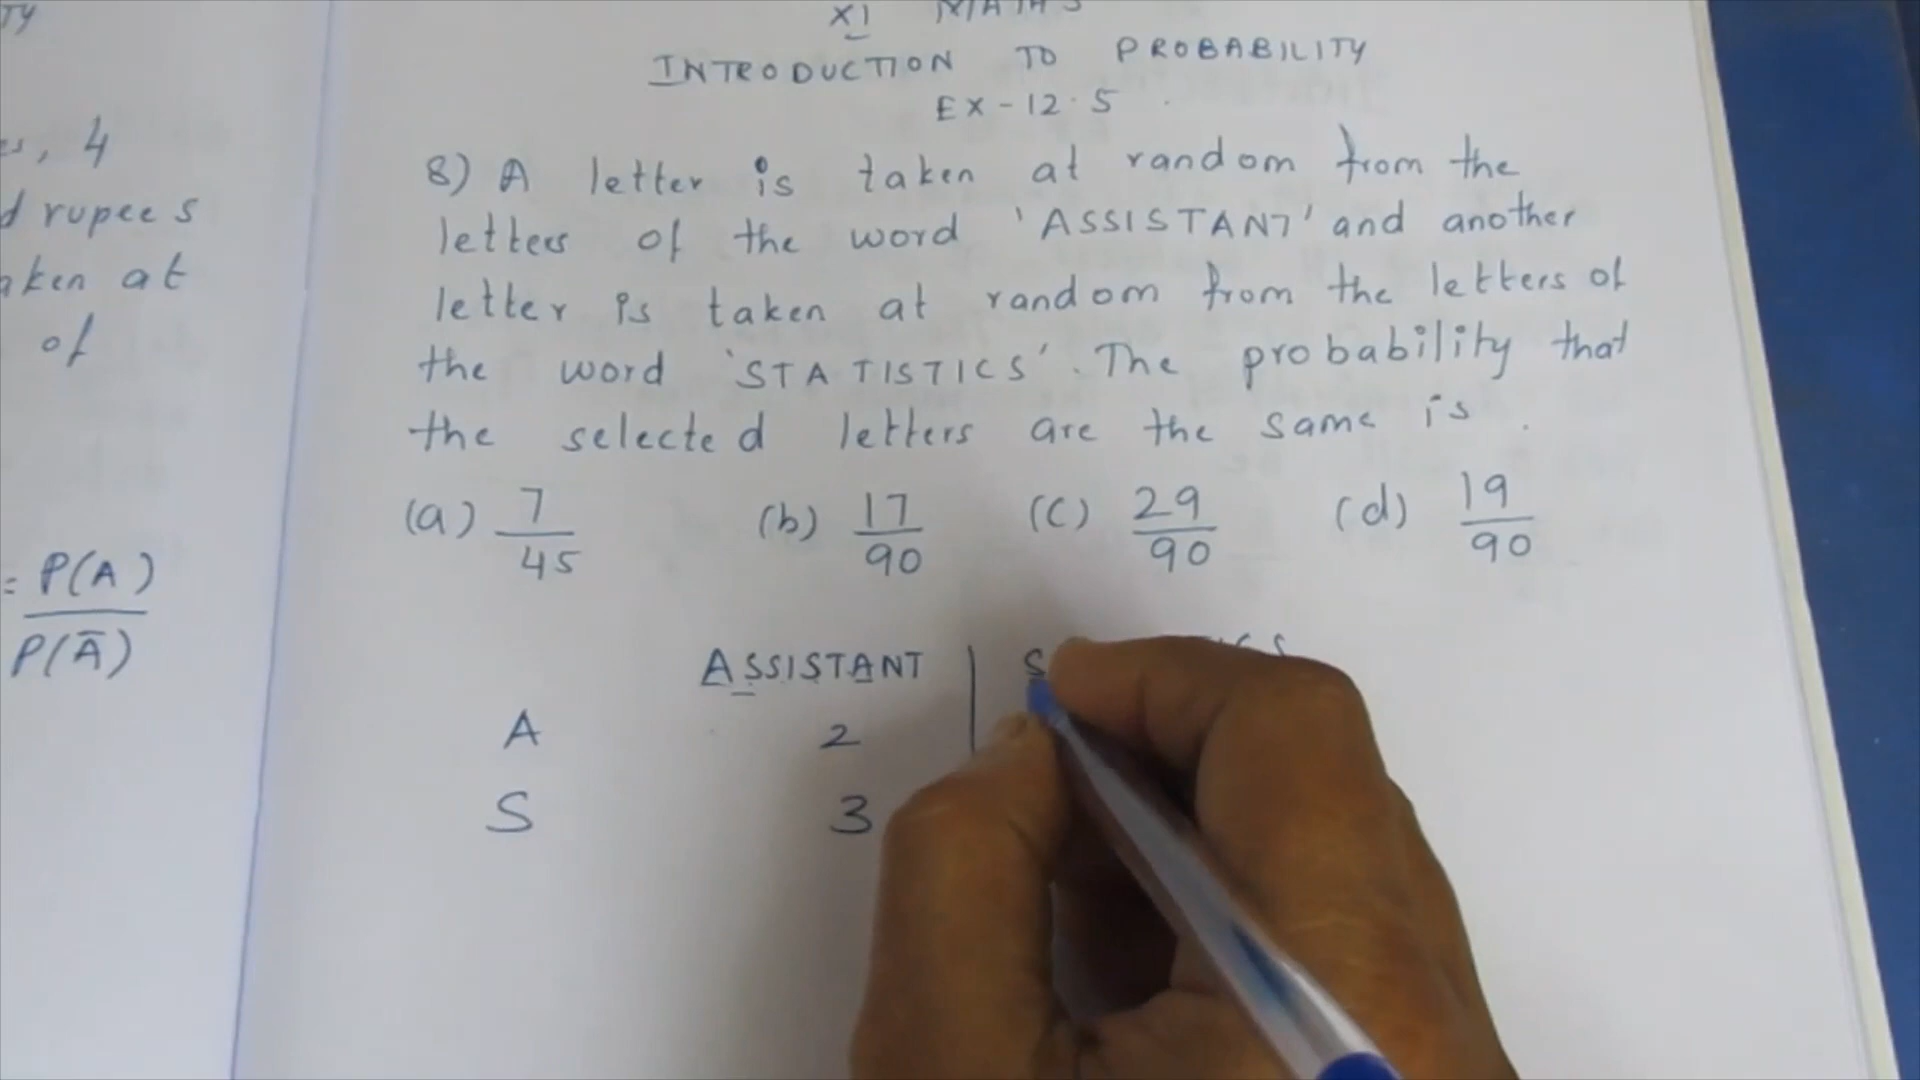 TY
XI MATHS
INTRODUCTION TO PROBABILITY
EX-12.5
8) A letter is taken at random from the
letters of the word 'ASSISTANT' and another
letter is taken at random from the letters of
the word 'STATISTICS'. The probability that
the selected letters are the same is .
(a) 7/45 (b) 17/90 (c) 29/90 (d) 19/90
ASSISTANT | S
A 2
S 3
, 4
rupees
at
of
= P(A)
P(Ā)